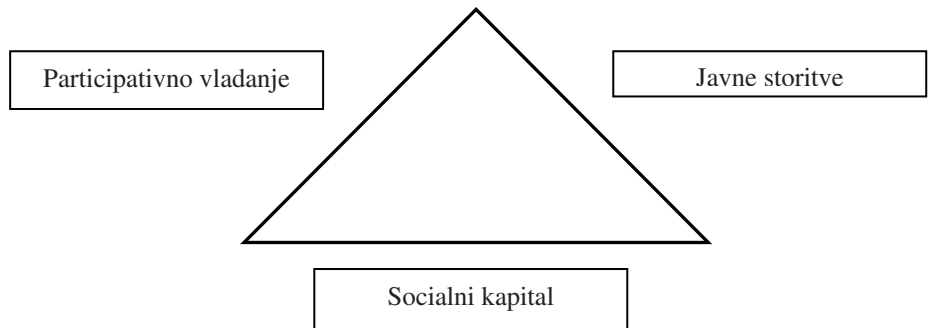 Participativno vladanje
Javne storitve
Socialni kapital